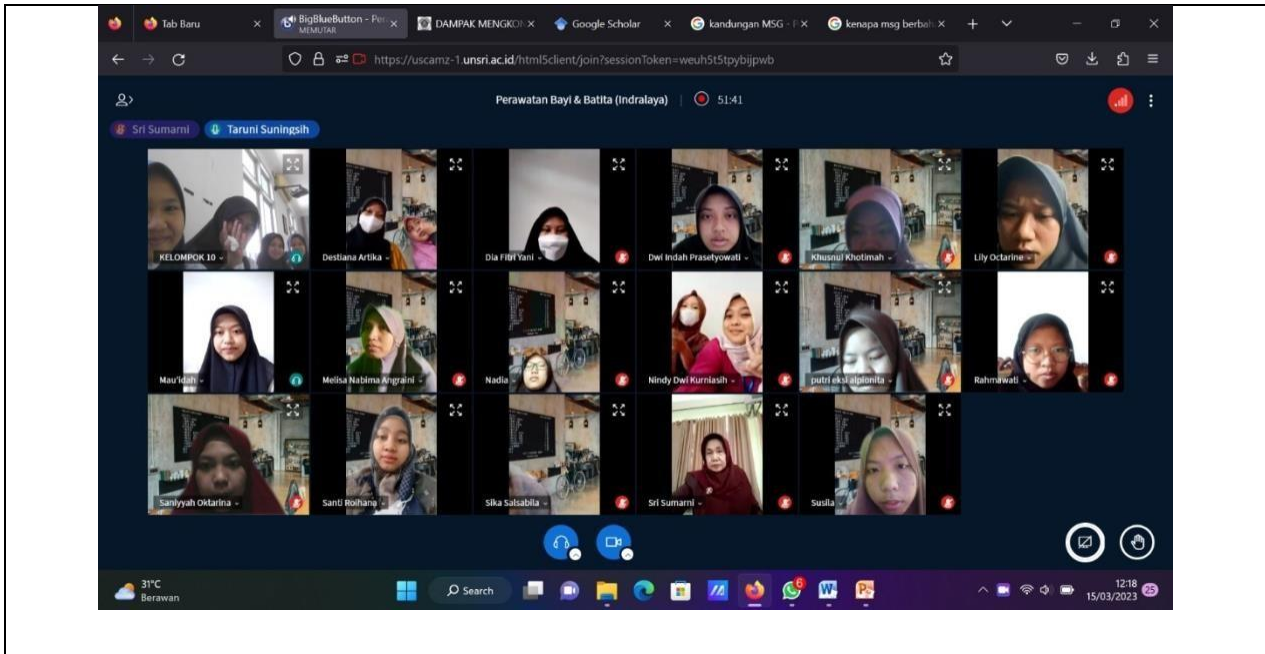 Tab Baru
BigBlueButton - Per
MEMUTAR
DAMPAK MENGKON
Google Scholar
kandungan MSG - P
kenapa msg berbah
https://uscamz-1.unsri.ac.id/html5client/join?sessionToken=weuh5t5tpybijpwb
Perawatan Bayi & Batita (Indralaya)
51:41
Sri Sumarni
Taruni Suningsih
KELOMPOK 10
Destiana Artika
Dia Fitri Yani
Dwi Indah Prasetyowati
Khusnul Khotimah
Lily Octarine
Mau'idah
Melisa Nabima Angraini
Nadia
Nindy Dwi Kurniasih
putri eksi alpionita
Rahmawati
Saniyyah Oktarina
Santi Roihana
Sika Salsabila
Sri Sumarni
Susila
31°C
Berawan
Search
6
12:18
15/03/2023
25